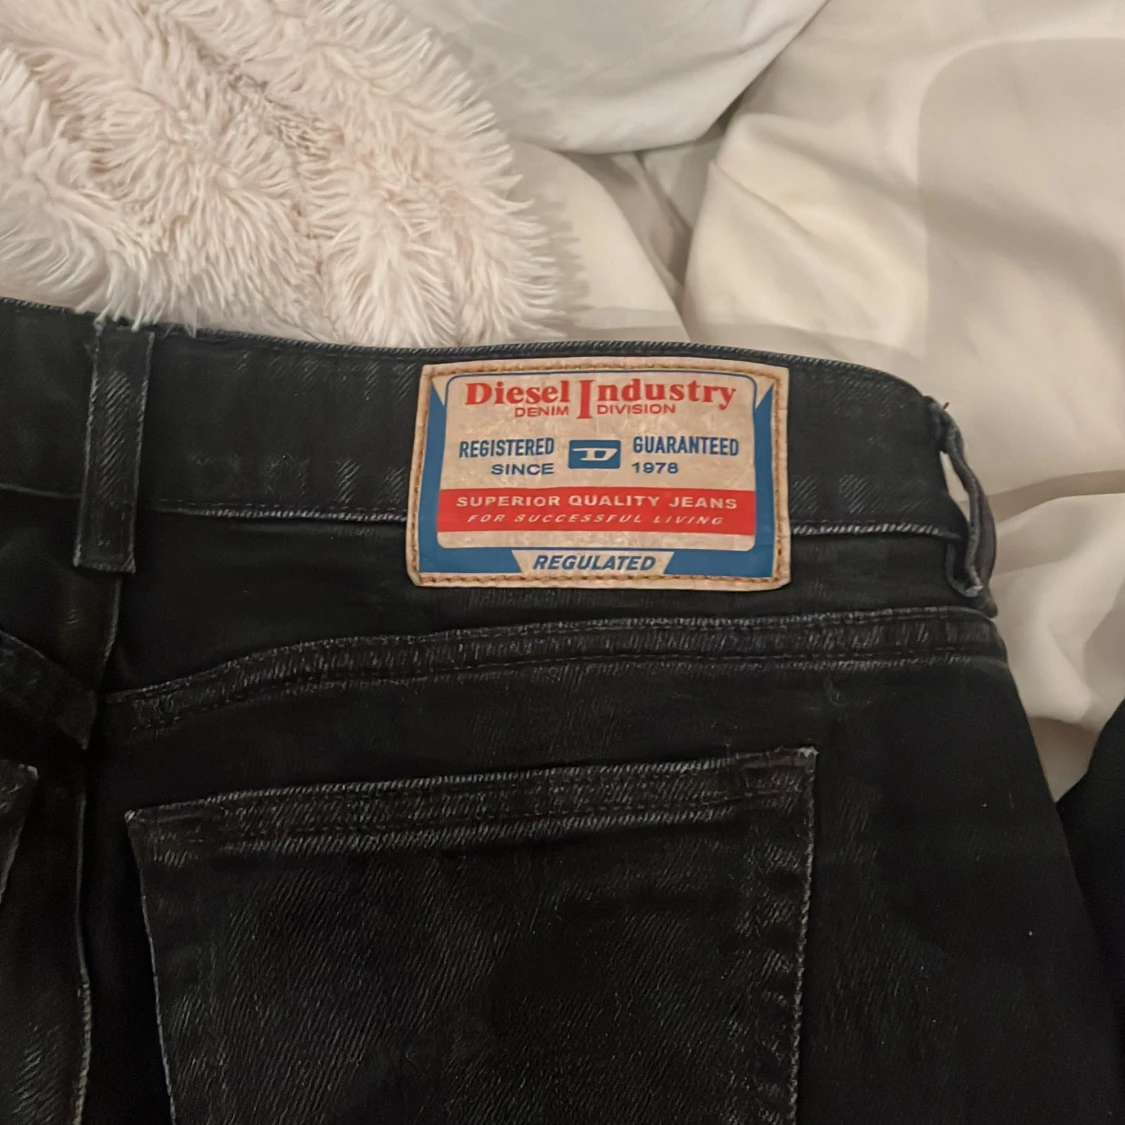 Diesel Industry
DENIM DIVISION
REGISTERED D GUARANTEED
SINCE 1978
SUPERIOR QUALITY JEANS
FOR SUCCESSFUL LIVING
REGULATED